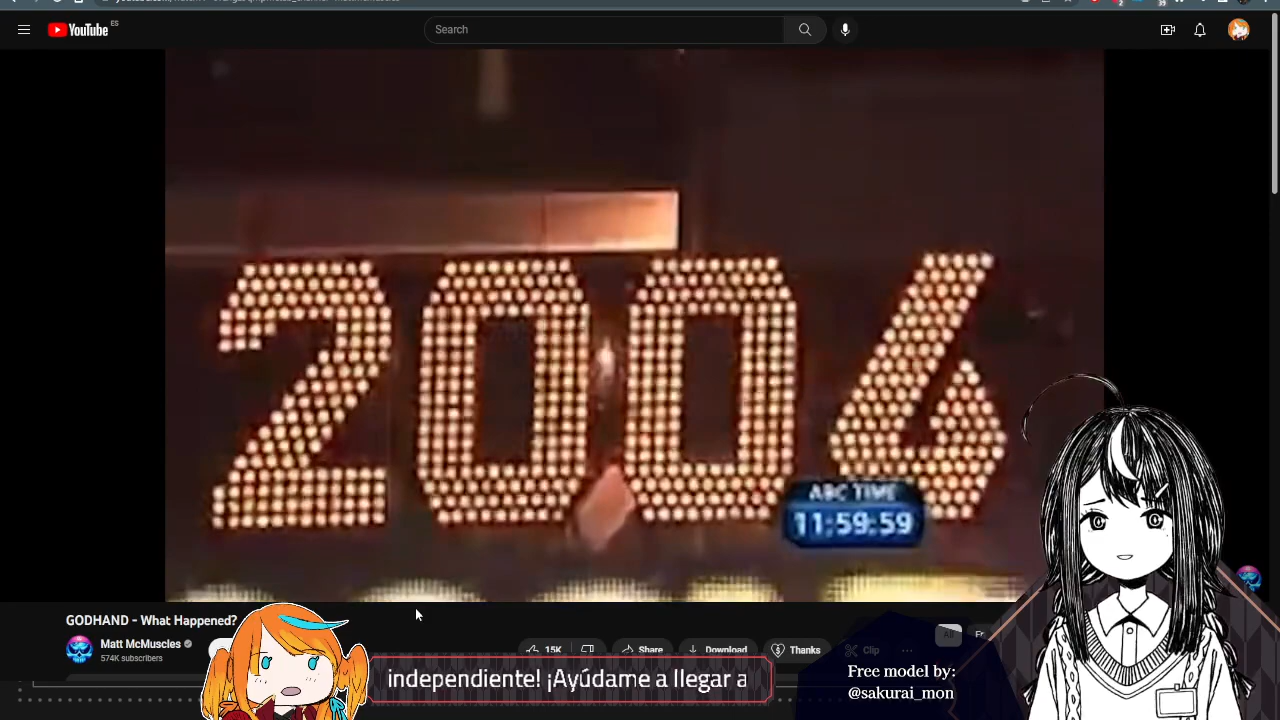 YouTube ES
Search
2006
ABC TIME
11:59:59
GODHAND - What Happened?
Matt McMuscles
574K subscribers
15K
Share
Download
Thanks
Clip
All
independiente! ¡Ayúdame a llegar a
Free model by:
@sakurai_mon